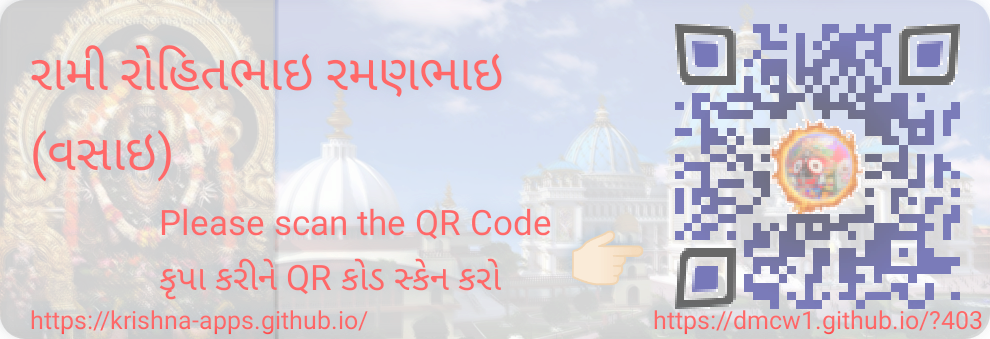 રામી રોહિતભાઇ રમણભાઇ
(વસાઇ)
Please scan the QR Code
કૃપા કરીને QR કોડ સ્કેન કરો
https://krishna-apps.github.io/
https://dmcw1.github.io/?403